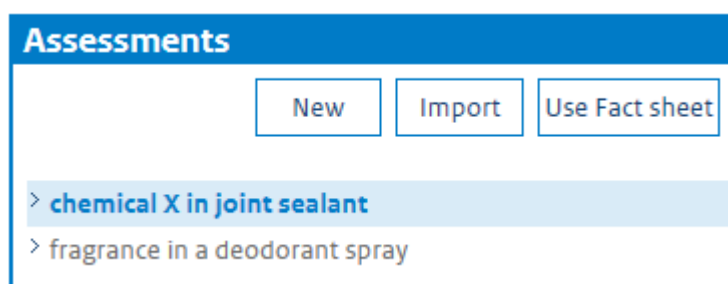 Assessments
New Import Use Fact sheet
> chemical X in joint sealant
> fragrance in a deodorant spray